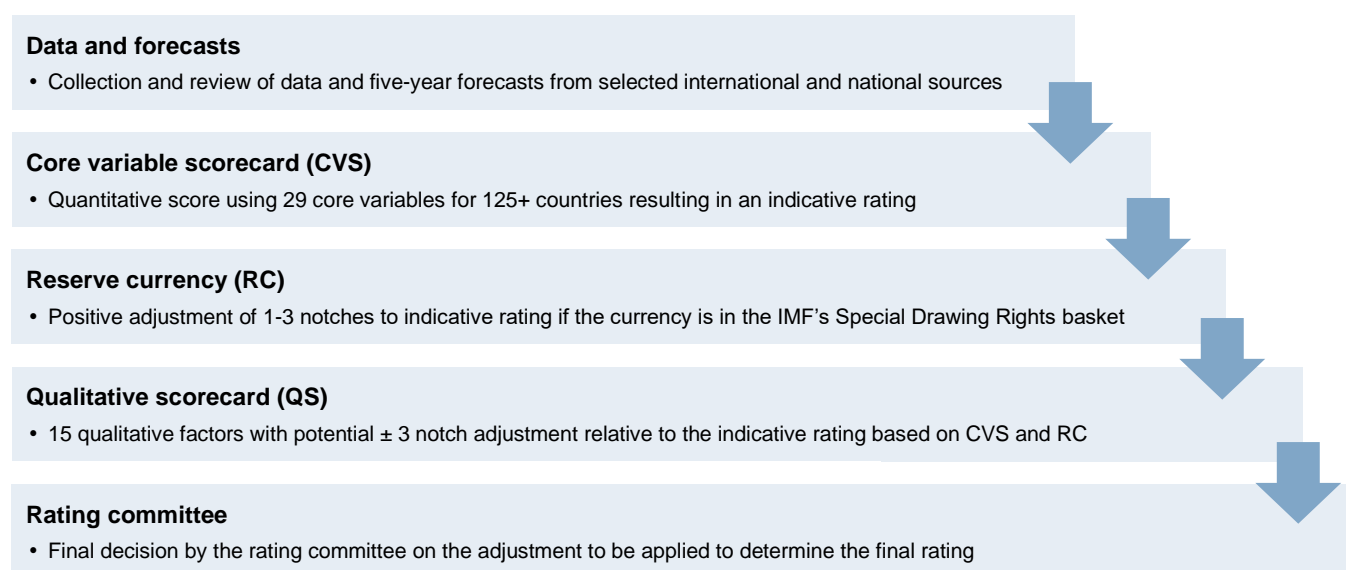 Data and forecasts
• Collection and review of data and five-year forecasts from selected international and national sources
Core variable scorecard (CVS)
• Quantitative score using 29 core variables for 125+ countries resulting in an indicative rating
Reserve currency (RC)
• Positive adjustment of 1-3 notches to indicative rating if the currency is in the IMF’s Special Drawing Rights basket
Qualitative scorecard (QS)
• 15 qualitative factors with potential ± 3 notch adjustment relative to the indicative rating based on CVS and RC
Rating committee
• Final decision by the rating committee on the adjustment to be applied to determine the final rating